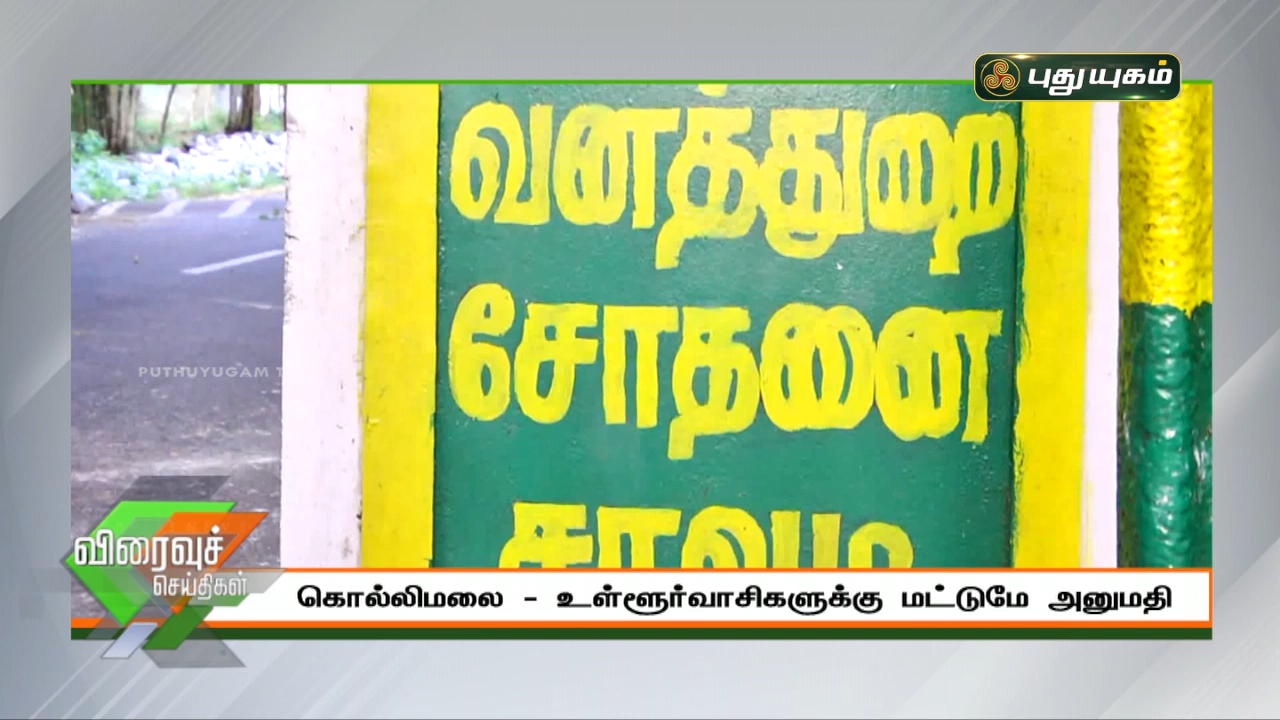 புதுயுகம்
வனத்துறை
சோதனை
PUTHUYUGAM T
விரைவுச்
செய்திகள்
கொல்லிமலை - உள்ளூர்வாசிகளுக்கு மட்டுமே அனுமதி